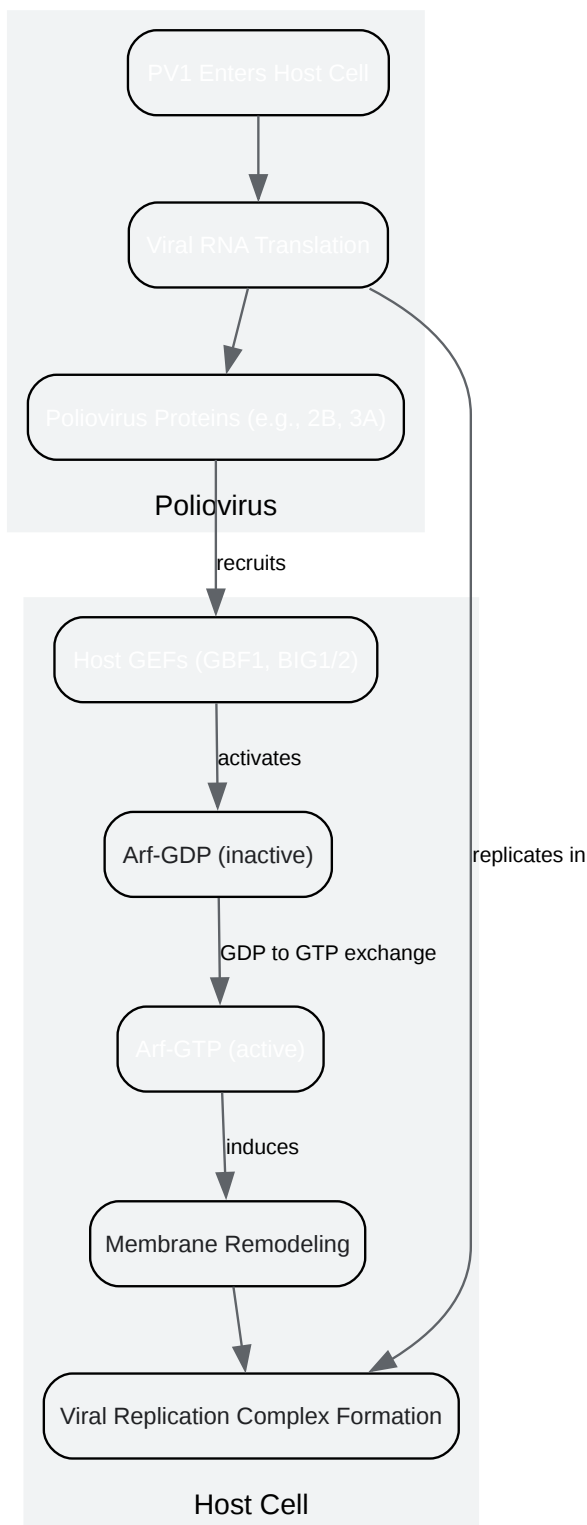 PV1 Enters Host Cell
Viral RNA Translation
Poliovirus Proteins (e.g., 2B, 3A)
Poliovirus
recruits
Host GEFs (GBF1, BIG1/2)
activates
Arf-GDP (inactive)
replicates in
GDP to GTP exchange
Arf-GTP (active)
induces
Membrane Remodeling
Viral Replication Complex Formation
Host Cell